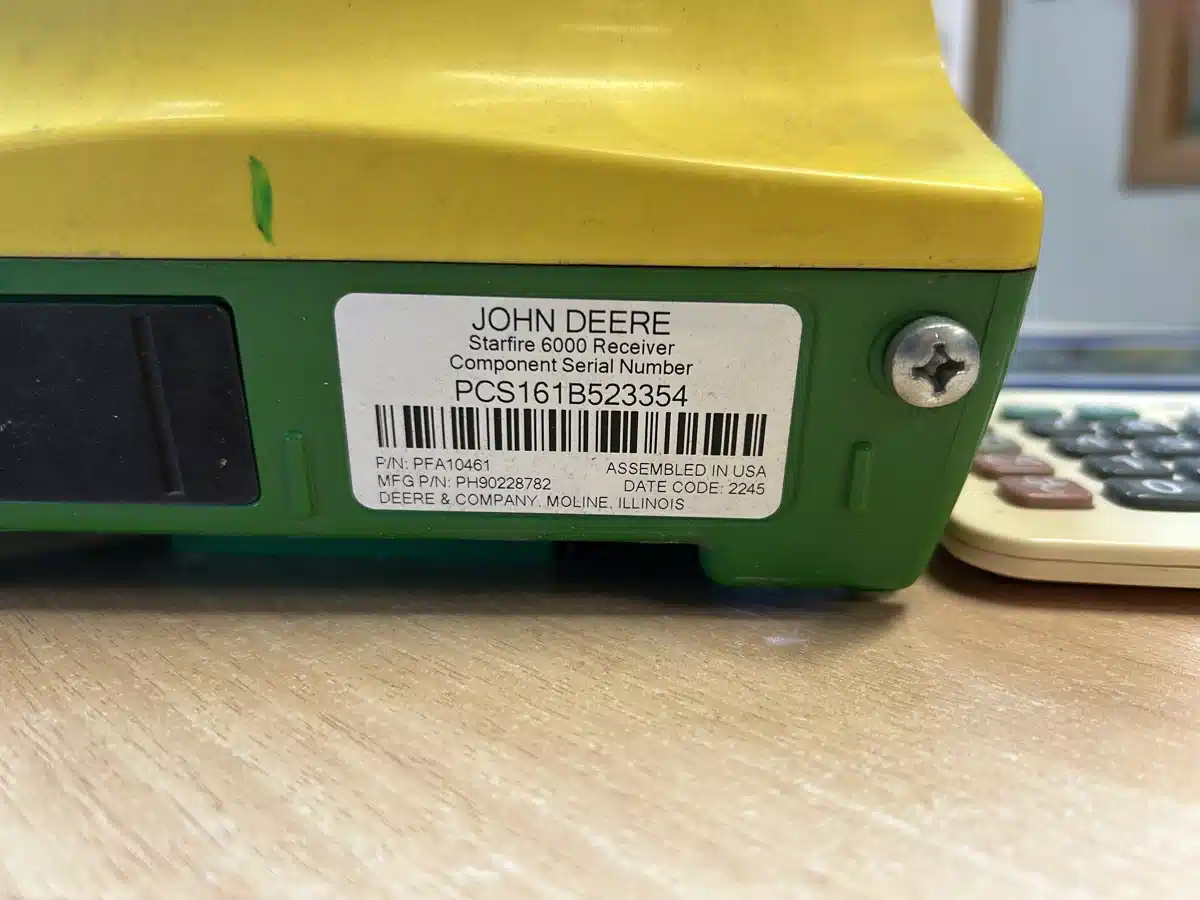 JOHN DEERE
Starfire 6000 Receiver
Component Serial Number
PCS161B523354
P/N: PFA10461
ASSEMBLED IN USA
MFG P/N: PH90228782
DATE CODE: 2245
DEERE & COMPANY, MOLINE, ILLINOIS
0